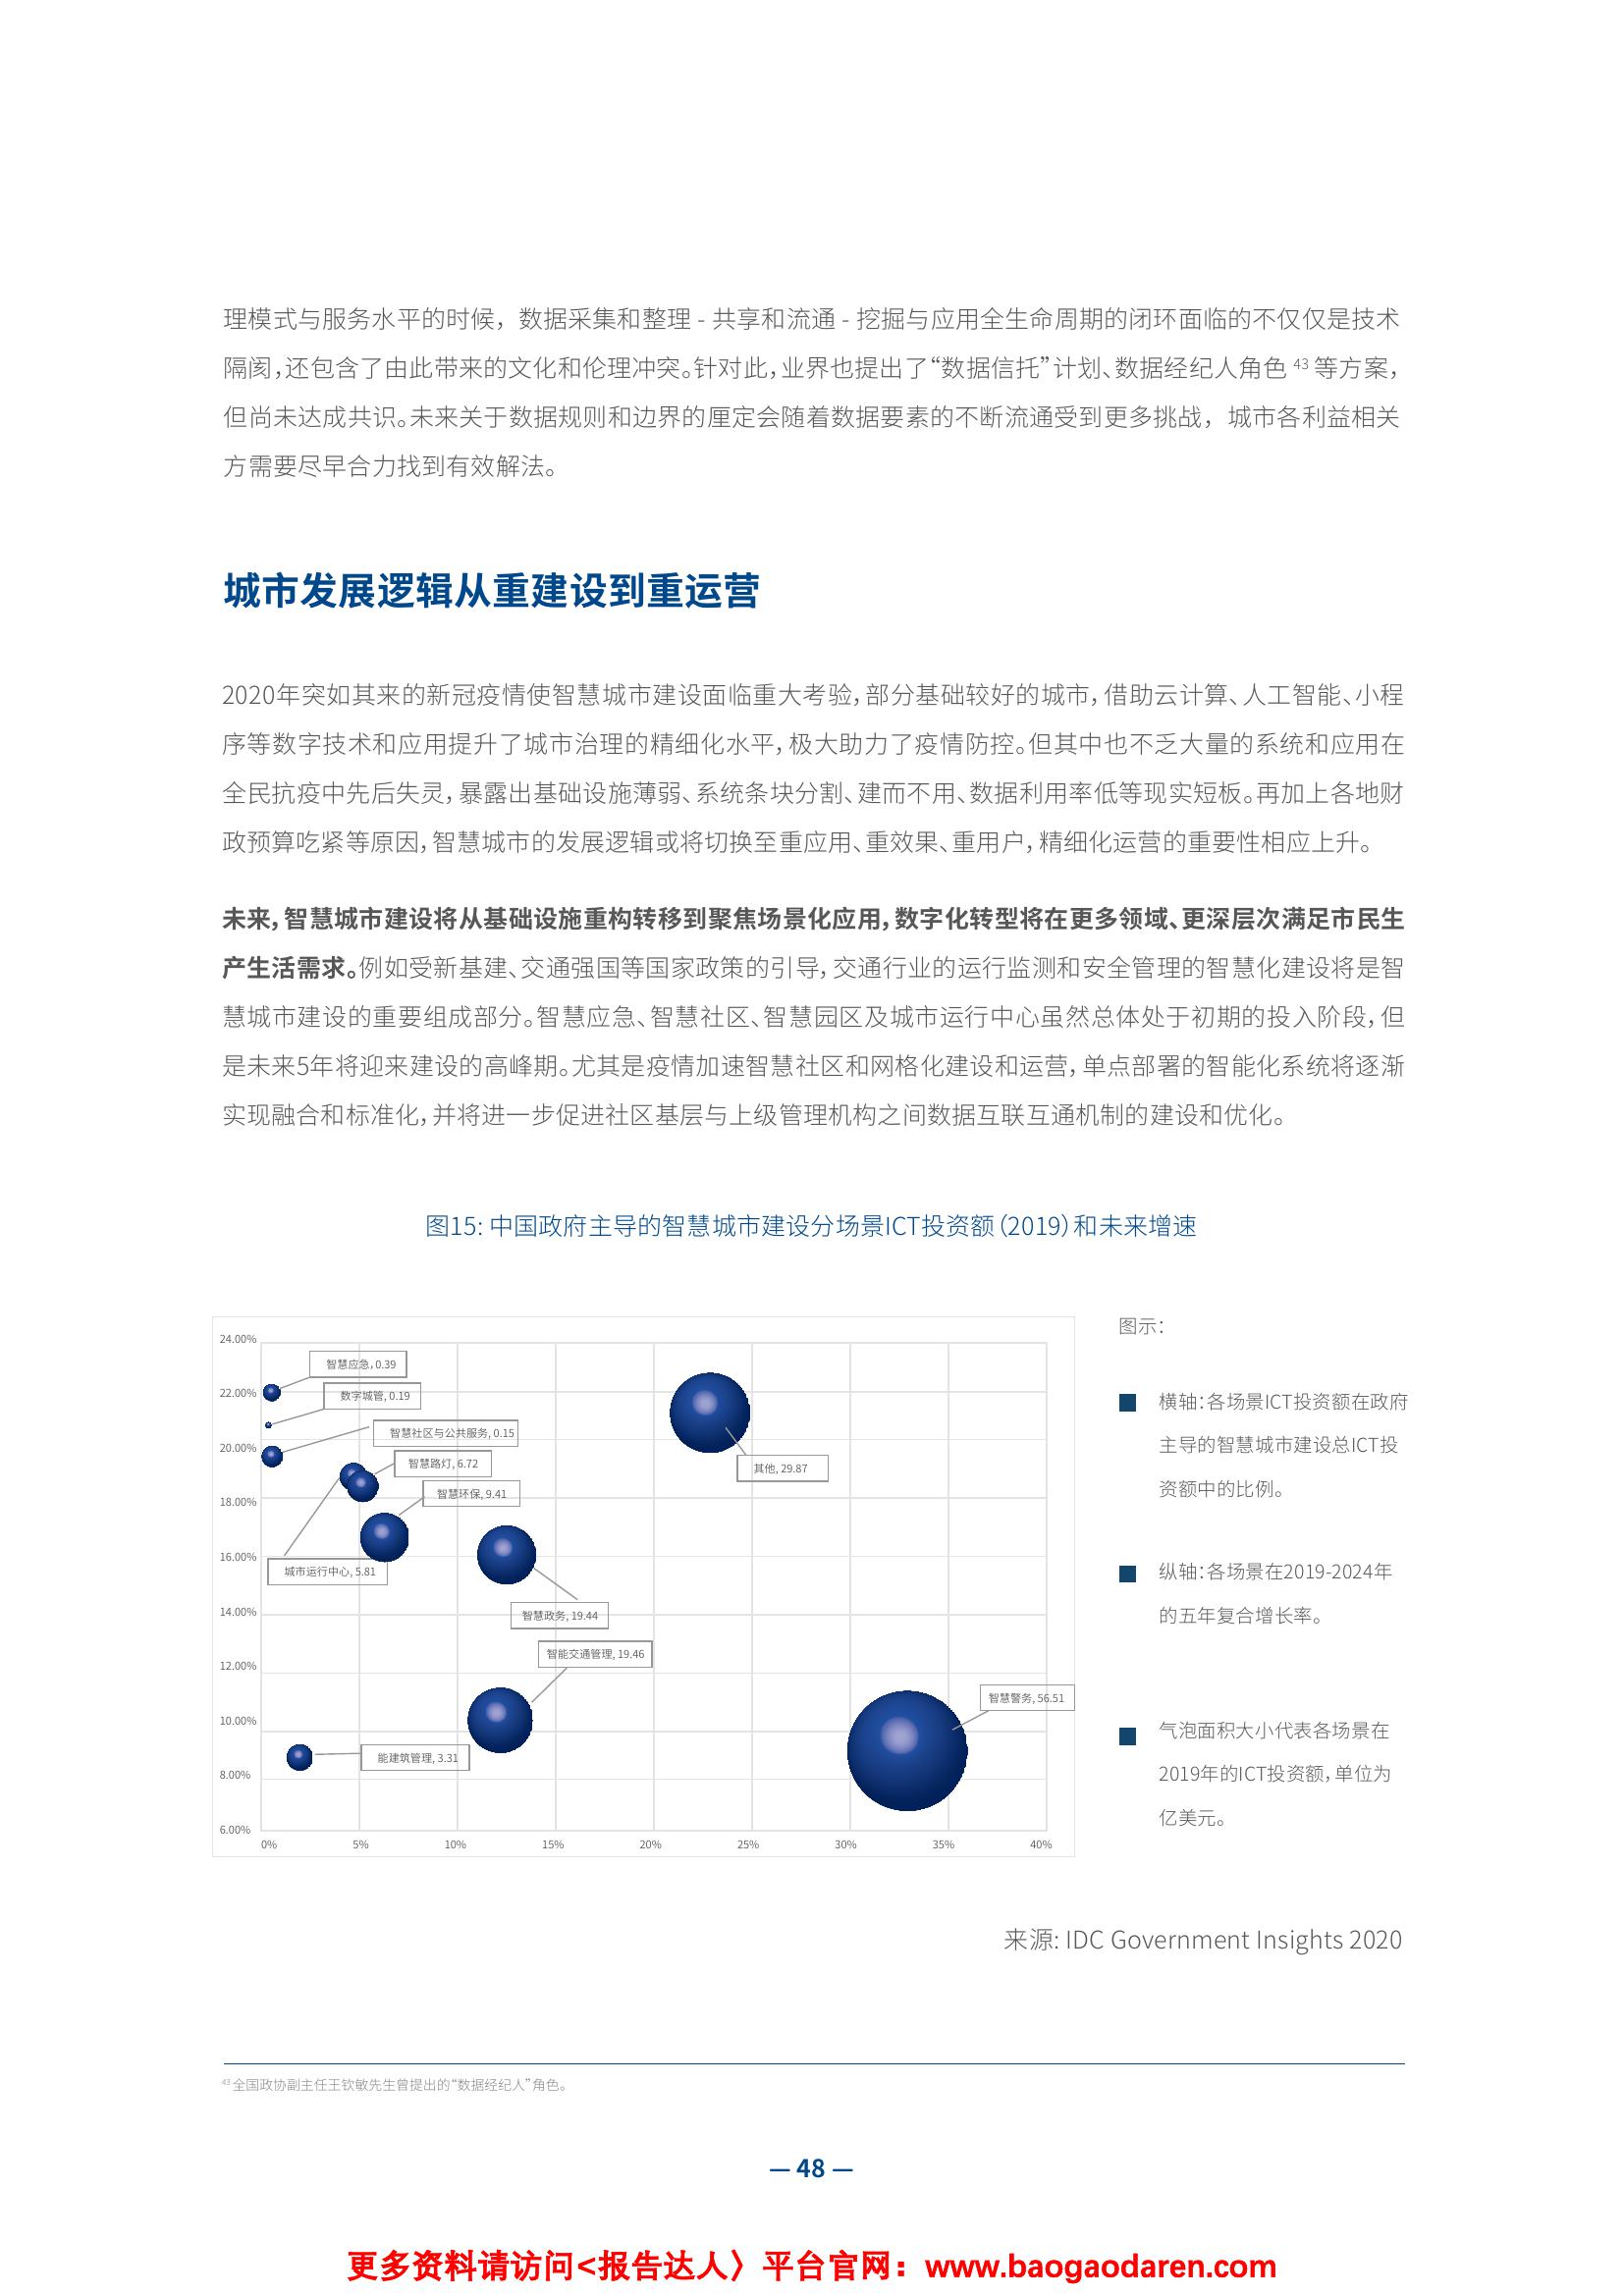 理模式与服务水平的时候，数据采集和整理 - 共享和流通 - 挖掘与应用全生命周期的闭环面临的不仅仅是技术
隔阂，还包含了由此带来的文化和伦理冲突。针对此，业界也提出了“数据信托”计划、数据经纪人角色 43 等方案，
但尚未达成共识。未来关于数据规则和边界的厘定会随着数据要素的不断流通受到更多挑战，城市各利益相关
方需要尽早合力找到有效解法。
城市发展逻辑从重建设到重运营
2020年突如其来的新冠疫情使智慧城市建设面临重大考验，部分基础较好的城市，借助云计算、人工智能、小程
序等数字技术和应用提升了城市治理的精细化水平，极大助力了疫情防控。但其中也不乏大量的系统和应用在
全民抗疫中先后失灵，暴露出基础设施薄弱、系统条块分割、建而不用、数据利用率低等现实短板。再加上各地财
政预算吃紧等原因，智慧城市的发展逻辑或将切换至重应用、重效果、重用户，精细化运营的重要性相应上升。
未来，智慧城市建设将从基础设施重构转移到聚焦场景化应用，数字化转型将在更多领域、更深层次满足市民生
产生活需求。例如受新基建、交通强国等国家政策的引导，交通行业的运行监测和安全管理的智慧化建设将是智
慧城市建设的重要组成部分。智慧应急、智慧社区、智慧园区及城市运行中心虽然总体处于初期的投入阶段，但
是未来5年将迎来建设的高峰期。尤其是疫情加速智慧社区和网格化建设和运营，单点部署的智能化系统将逐渐
实现融合和标准化，并将进一步促进社区基层与上级管理机构之间数据互联互通机制的建设和优化。
图15: 中国政府主导的智慧城市建设分场景ICT投资额（2019）和未来增速
24.00%
22.00%
20.00%
18.00%
16.00%
14.00%
12.00%
10.00%
8.00%
6.00%
0%
5%
10%
15%
20%
25%
30%
35%
40%
智慧应急, 0.39
数字城管, 0.19
智慧社区与公共服务, 0.15
智慧路灯, 6.72
智慧环保, 9.41
城市运行中心, 5.81
其他, 29.87
智慧政务, 19.44
智能交通管理, 19.46
智慧警务, 56.51
能建筑管理, 3.31
图示：
横轴：各场景ICT投资额在政府
主导的智慧城市建设总ICT投
资额中的比例。
纵轴：各场景在2019-2024年
的五年复合增长率。
气泡面积大小代表各场景在
2019年的ICT投资额，单位为
亿美元。
来源: IDC Government Insights 2020
43 全国政协副主任王钦敏先生曾提出的“数据经纪人”角色。
— 48 —
更多资料请访问<报告达人〉平台官网：www.baogaodaren.com